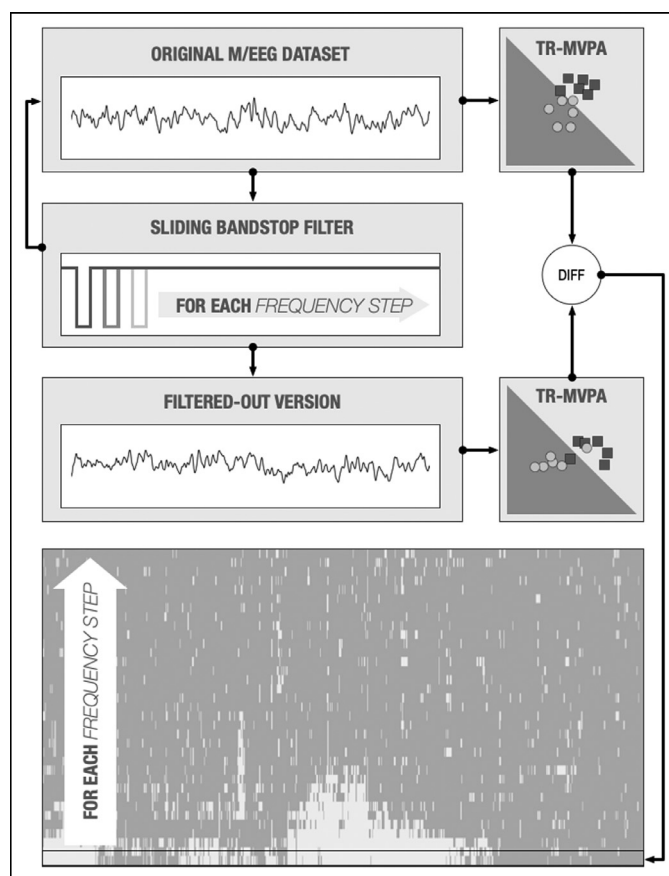 ORIGINAL M/EEG DATASET
TR-MVPA
SLIDING BANDSTOP FILTER
FOR EACH FREQUENCY STEP
DIFF
FILTERED-OUT VERSION
TR-MVPA
FOR EACH FREQUENCY STEP